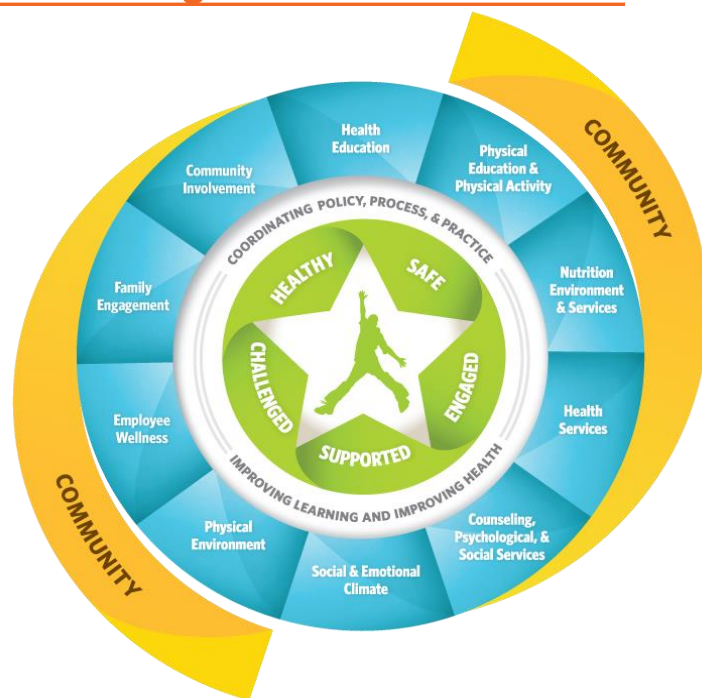 Health
Education
Physical
Education &
Physical Activity
Nutrition
Environment
& Services
Health
Services
Counseling,
Psychological, &
Social Services
Social & Emotional
Climate
Physical
Environment
Employee
Wellness
Family
Engagement
Community
Involvement
COMMUNITY
COMMUNITY
COORDINATING POLICY, PROCESS, & PRACTICE
IMPROVING LEARNING AND IMPROVING HEALTH
HEALTHY
SAFE
ENGAGED
SUPPORTED
CHALLENGED